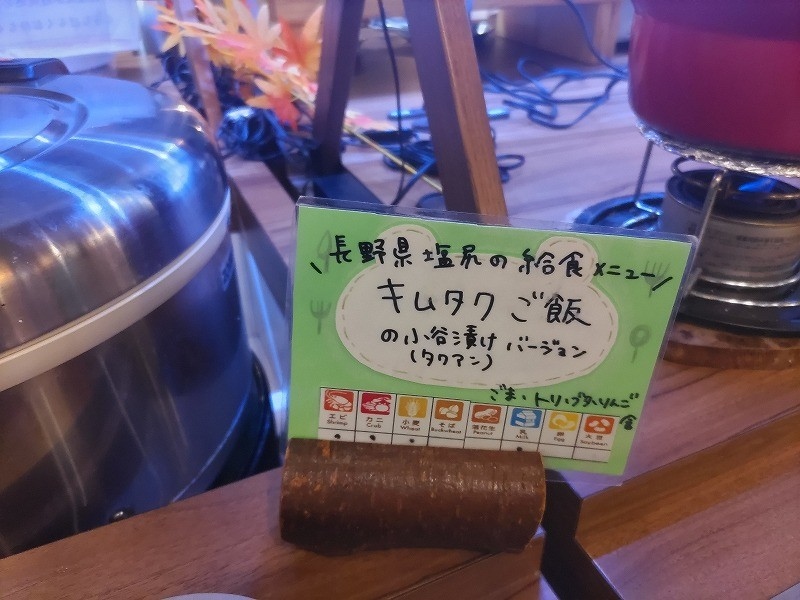 長野県塩尻の給食メニュー
キムタクご飯
の小谷漬け バージョン
(タクアン)
ごま、トリ、ブタ、りんご
エビ カニ 小麦 そば 落花生 乳 卵 大豆
Shrimp Crab Wheat Buckwheat Peanut Milk Egg Soybean